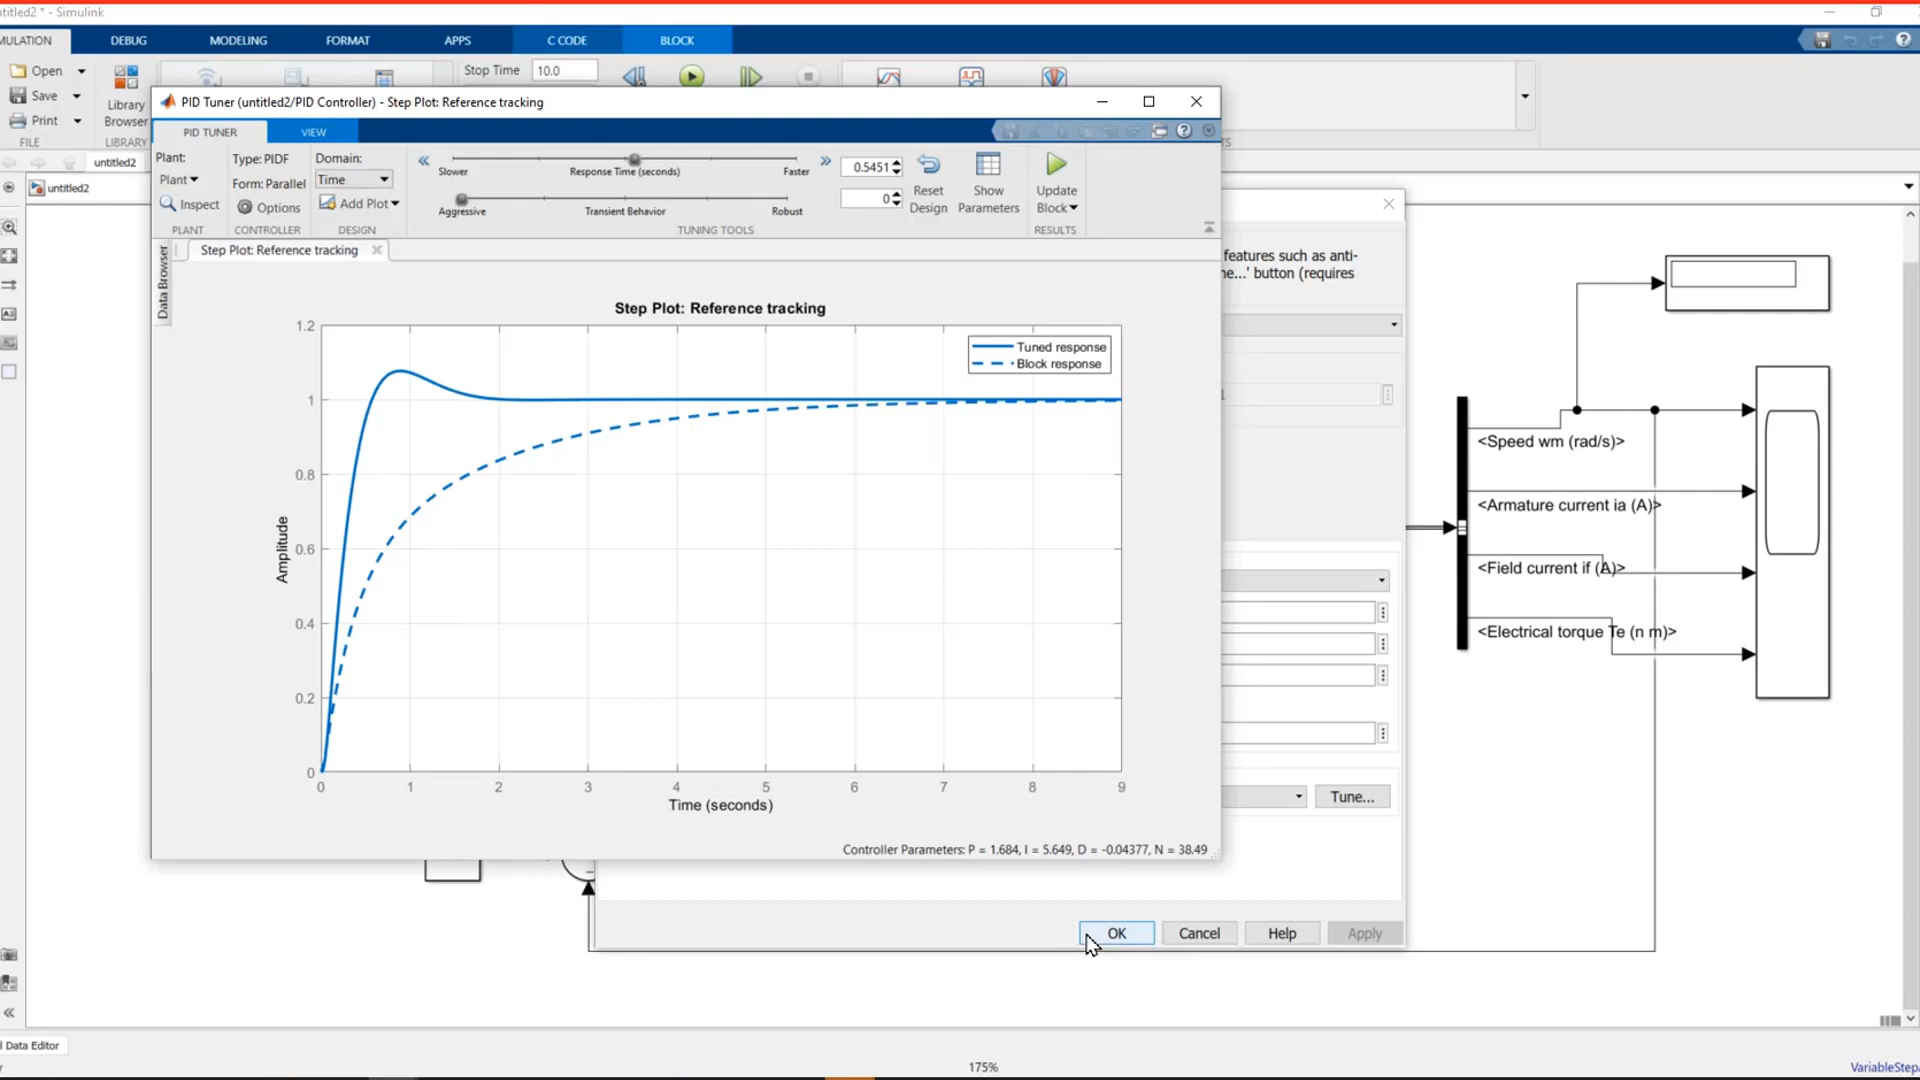 ntitled2 * - Simulink
MULATION
DEBUG
MODELING
FORMAT
APPS
C CODE
BLOCK
Open
Save
Print
FILE
Library
Browser
LIBRARY
Stop Time
10.0
TS
untitled2
untitled2
PID Tuner (untitled2/PID Controller) - Step Plot: Reference tracking
PID TUNER
VIEW
Plant:
Plant
Inspect
PLANT
Type: PIDF
Form: Parallel
Options
CONTROLLER
Domain:
Time
Add Plot
DESIGN
Slower
Response Time (seconds)
Faster
Aggressive
Transient Behavior
Robust
0.5451
0
TUNING TOOLS
Reset
Design
Show
Parameters
Update
Block
RESULTS
Data Browser
Step Plot: Reference tracking
Step Plot: Reference tracking
Tuned response
Block response
1.2
1
0.8
0.6
0.4
0.2
0
Amplitude
0 1 2 3 4 5 6 7 8 9
Time (seconds)
Controller Parameters: P = 1.684, I = 5.649, D = -0.04377, N = 38.49
features such as anti-
ne...' button (requires
Tune...
OK
Cancel
Help
Apply
<Speed wm (rad/s)>
<Armature current ia (A)>
<Field current if (A)>
<Electrical torque Te (n m)>
l Data Editor
175%
VariableStep